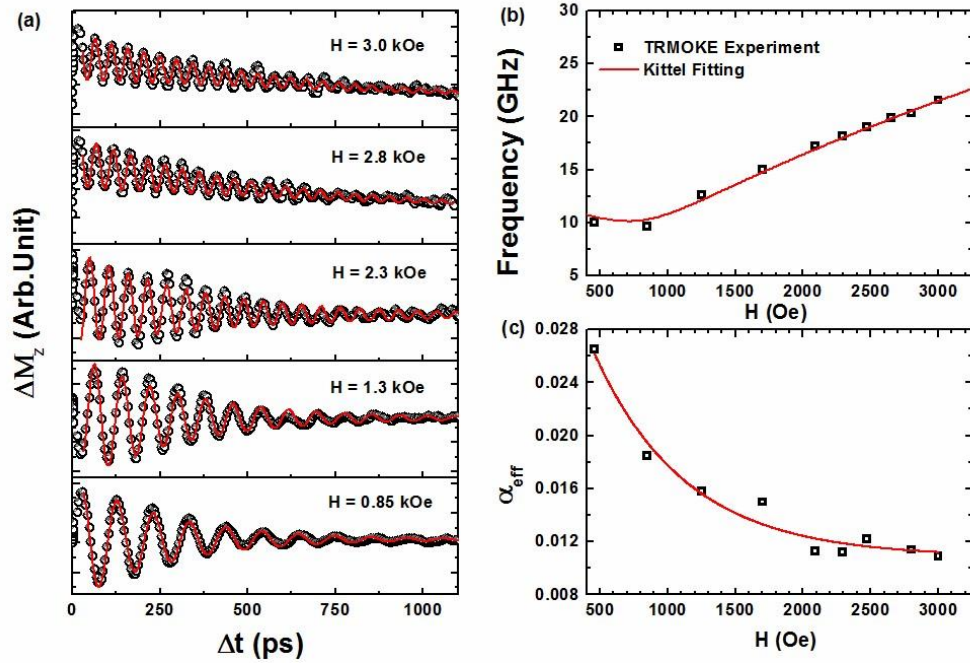 (a)
H = 3.0 kOe
H = 2.8 kOe
H = 2.3 kOe
H = 1.3 kOe
H = 0.85 kOe
ΔM_Z (Arb.Unit)
0 250 500 750 1000
Δt (ps)
(b)
TRMOKE Experiment
Kittel Fitting
Frequency (GHz)
30
25
20
15
10
5
500 1000 1500 2000 2500 3000
H (Oe)
(c)
α_eff
0.028
0.024
0.020
0.016
0.012
0.008
500 1000 1500 2000 2500 3000
H (Oe)